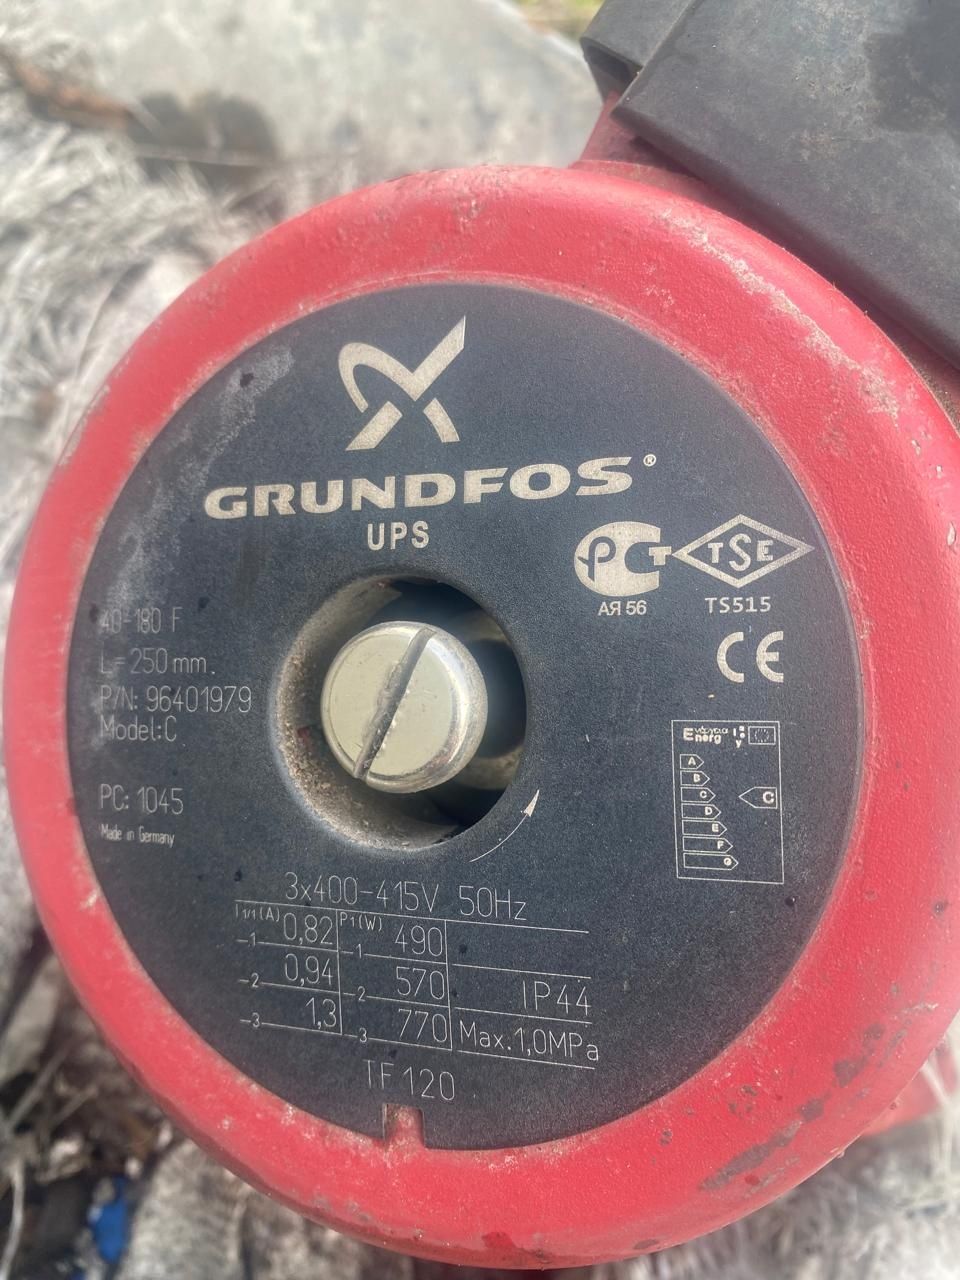 GRUNDFOS®
UPS
PCT
TSE
АЯ 56
TS515
CE
40-180 F
L= 250 mm.
P/N: 96401979
Model: C
PC: 1045
Made in Germany
Energ
A
B
C
C
D
E
F
G
3x400-415V 50Hz
I 1/1 (A) 0,82 P1 (W) 490
1 1
0,94 570 IP44
2 2
1,3 770 Max.1,0MPa
3 3
TF 120